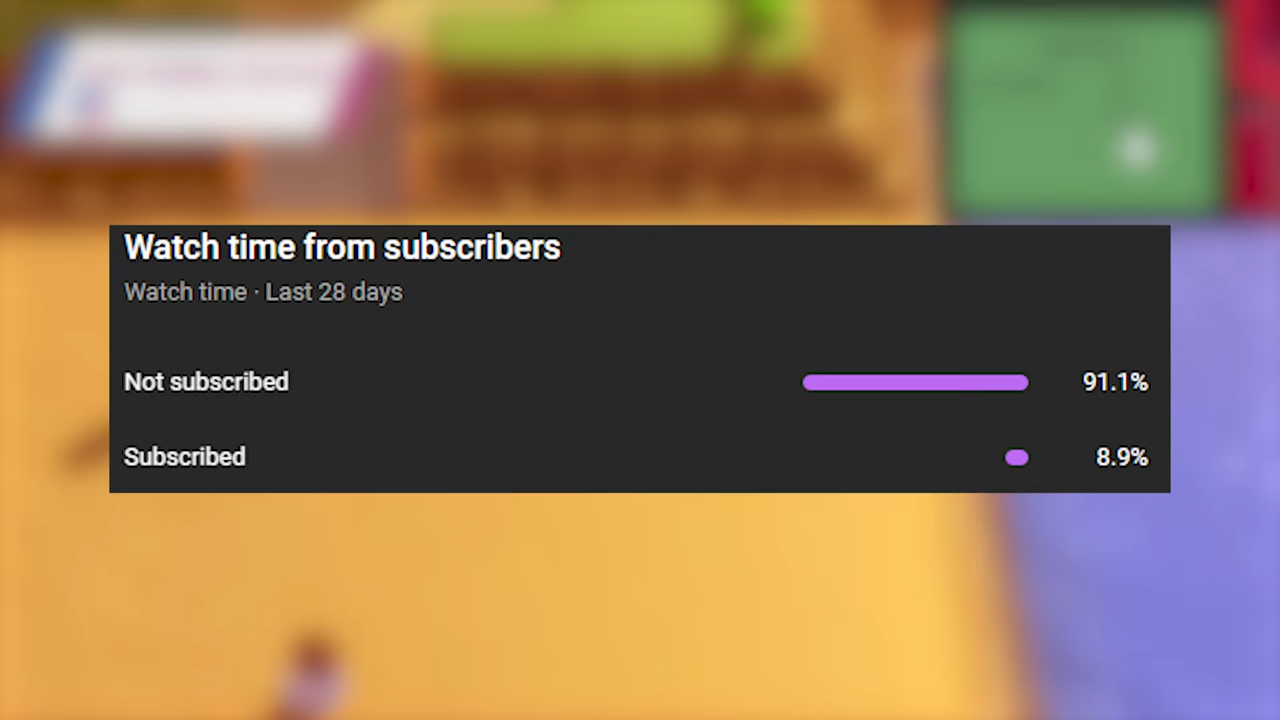 Watch time from subscribers
Watch time · Last 28 days
Not subscribed 91.1%
Subscribed 8.9%